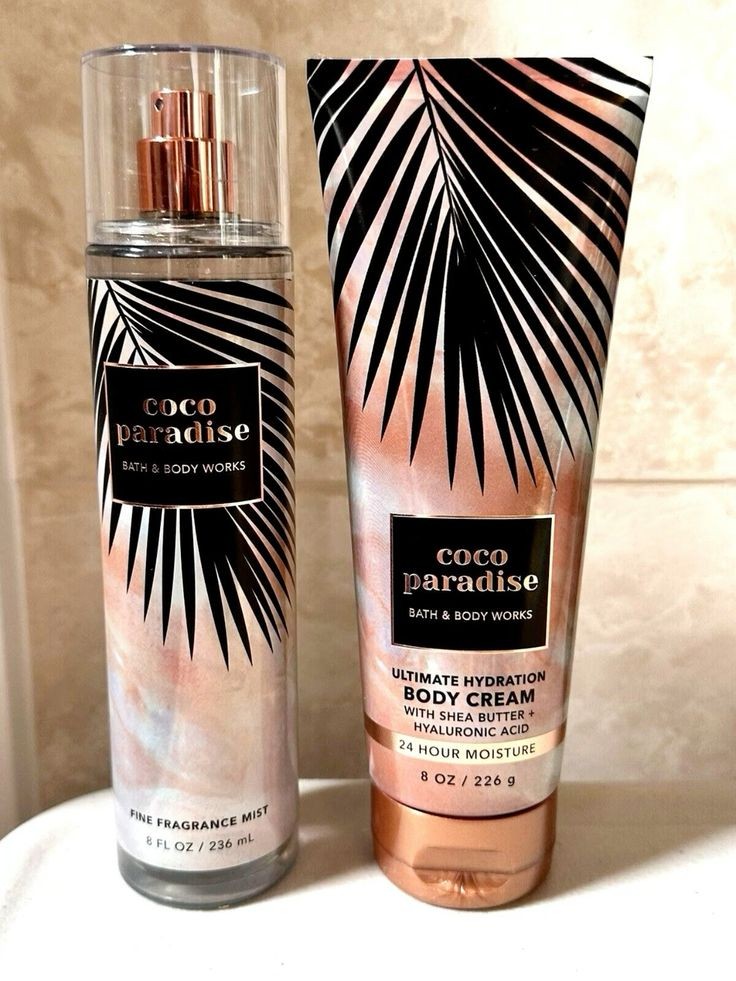 coco
paradise
BATH & BODY WORKS
FINE FRAGRANCE MIST
8 FL OZ / 236 mL
coco
paradise
BATH & BODY WORKS
ULTIMATE HYDRATION
BODY CREAM
WITH SHEA BUTTER +
HYALURONIC ACID
24 HOUR MOISTURE
8 OZ / 226 g